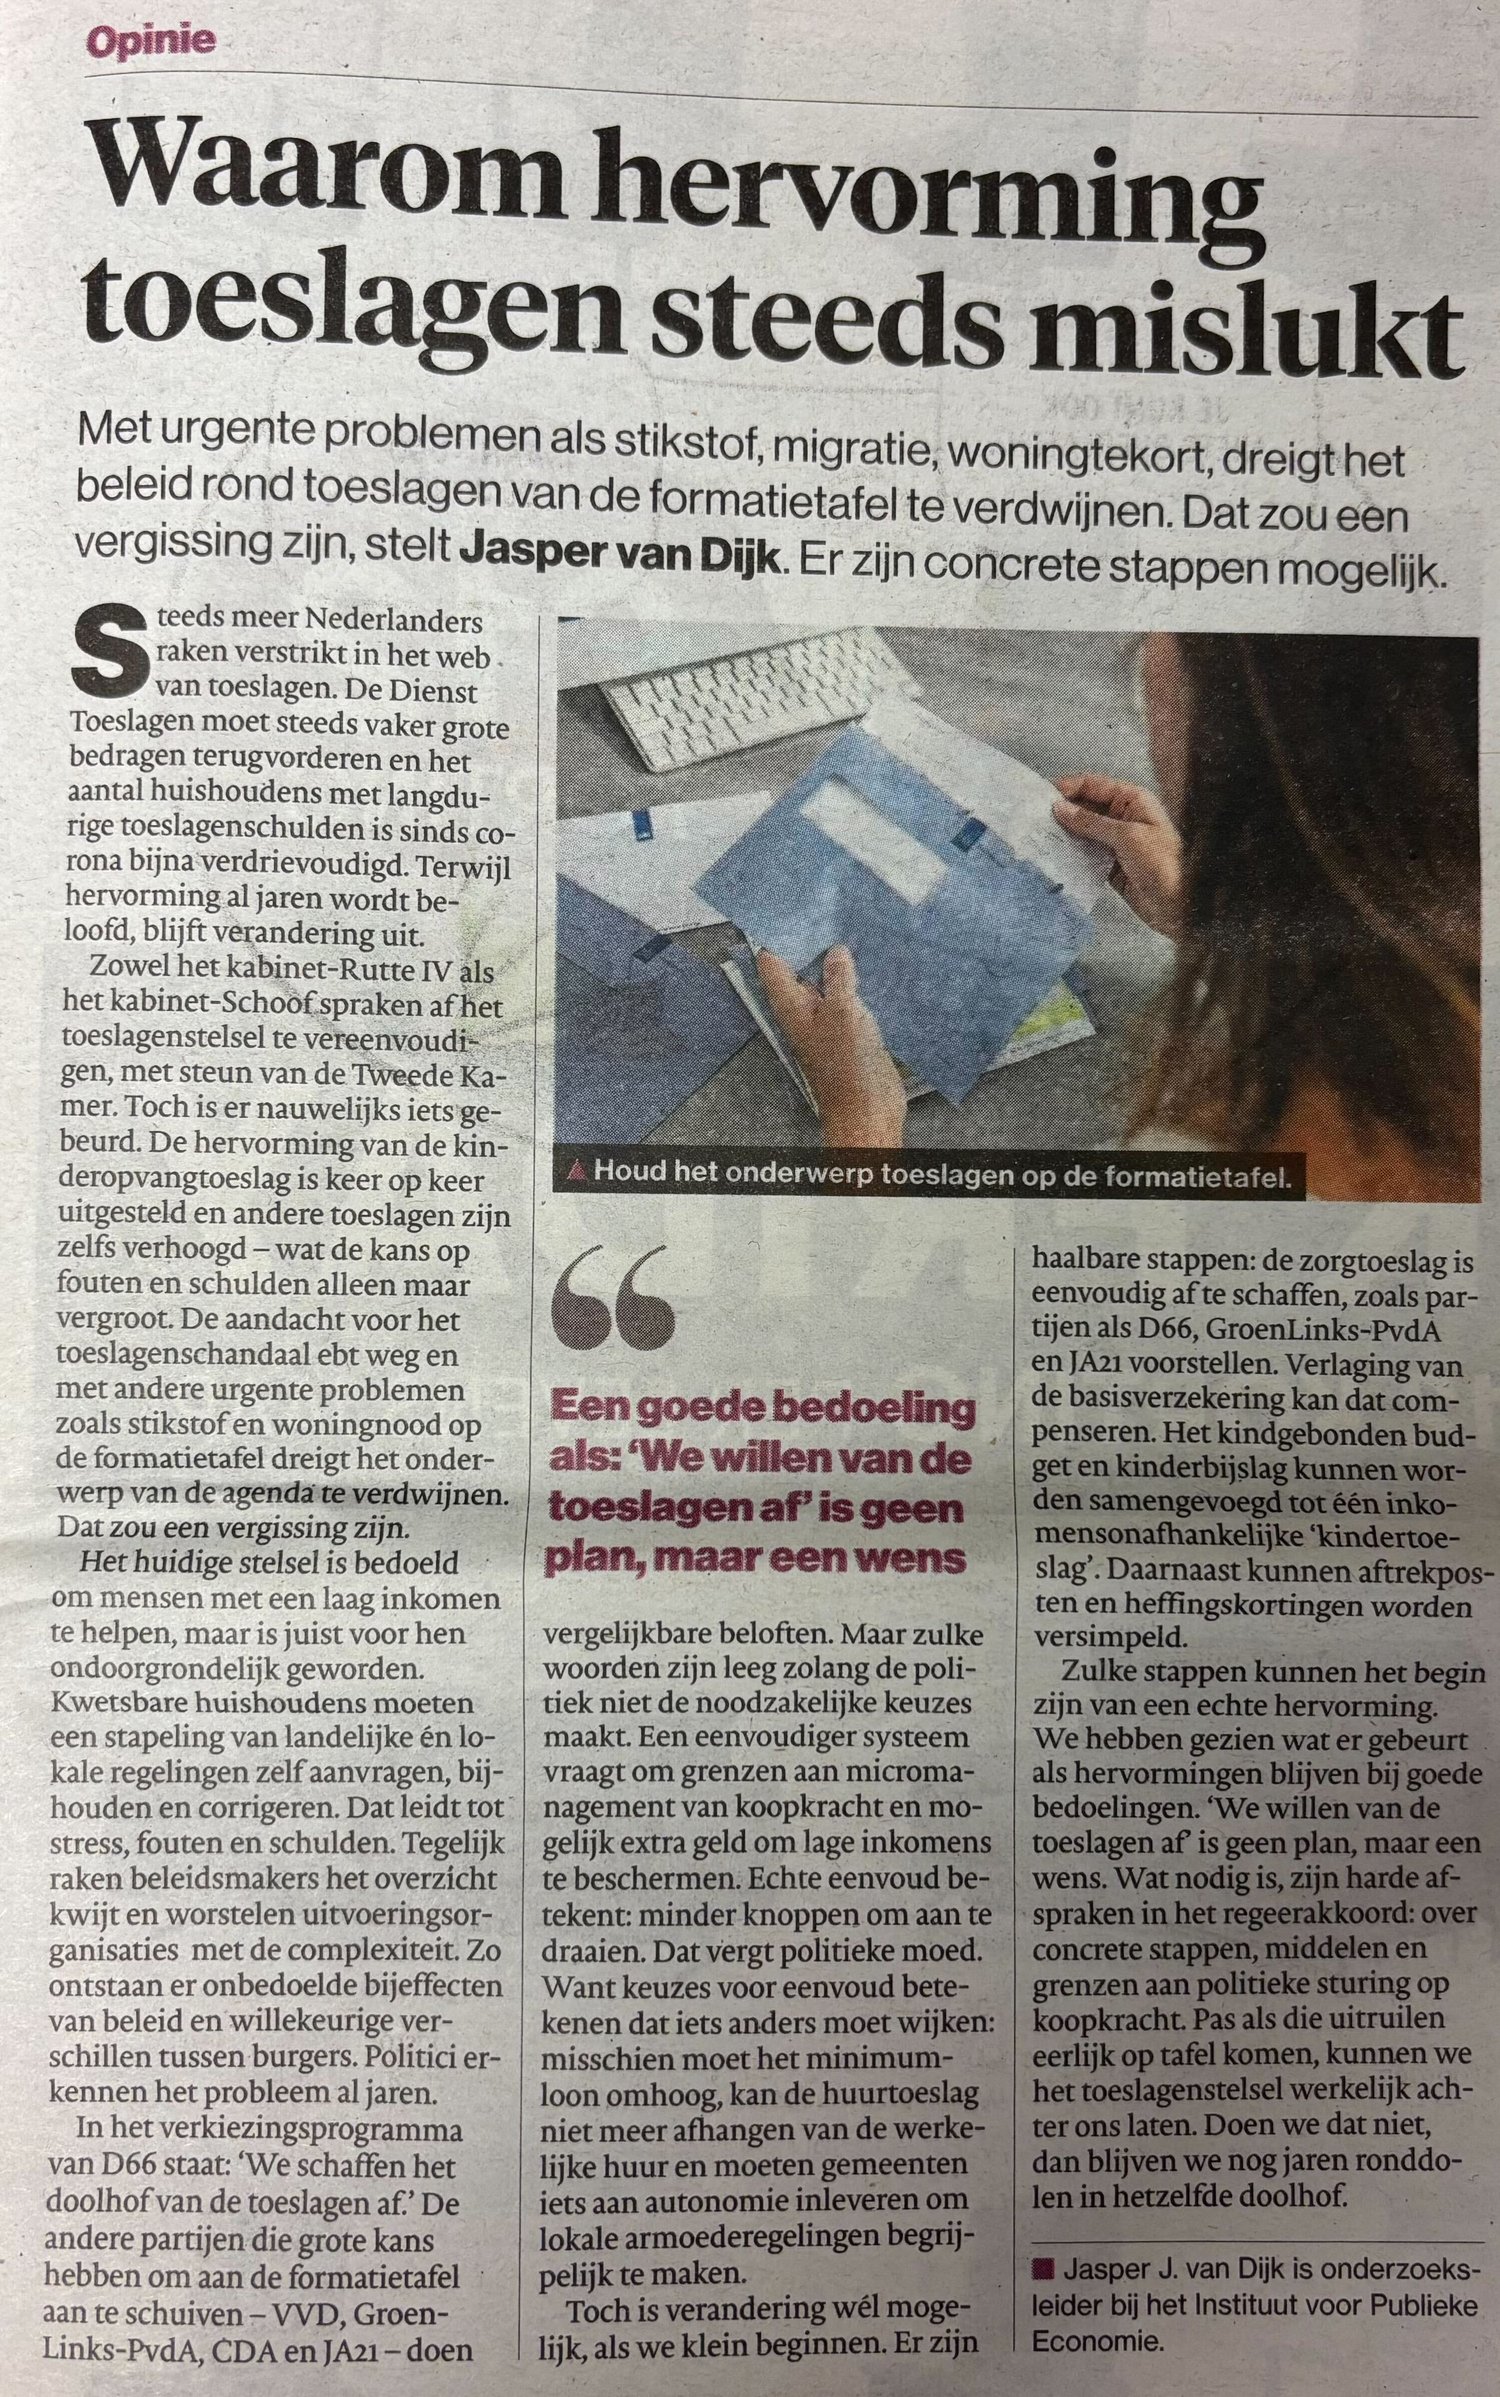 Opinie
Waarom hervorming
toeslagen steeds mislukt
Met urgente problemen als stikstof, migratie, woningtekort, dreigt het
beleid rond toeslagen van de formatietafel te verdwijnen. Dat zou een
vergissing zijn, stelt Jasper van Dijk. Er zijn concrete stappen mogelijk.
Steeds meer Nederlanders
raken verstrikt in het web
van toeslagen. De Dienst
Toeslagen moet steeds vaker grote
bedragen terugvorderen en het
aantal huishoudens met langdu-
rige toeslagenschulden is sinds co-
rona bijna verdrievoudigd. Terwijl
hervorming al jaren wordt be-
loofd, blijft verandering uit.
Zowel het kabinet-Rutte IV als
het kabinet-Schoof spraken af het
toeslagenstelsel te vereenvoudi-
gen, met steun van de Tweede Ka-
mer. Toch is er nauwelijks iets ge-
beurd. De hervorming van de kin-
deropvangtoeslag is keer op keer
uitgesteld en andere toeslagen zijn
zelfs verhoogd – wat de kans op
fouten en schulden alleen maar
vergroot. De aandacht voor het
toeslagenschandaal ebt weg en
met andere urgente problemen
zoals stikstof en woningnood op
de formatietafel dreigt het onder-
werp van de agenda te verdwijnen.
Dat zou een vergissing zijn.
Het huidige stelsel is bedoeld
om mensen met een laag inkomen
te helpen, maar is juist voor hen
ondoorgrondelijk geworden.
Kwetsbare huishoudens moeten
een stapeling van landelijke én lo-
kale regelingen zelf aanvragen, bij-
houden en corrigeren. Dat leidt tot
stress, fouten en schulden. Tegelijk
raken beleidsmakers het overzicht
kwijt en worstelen uitvoeringsor-
ganisaties met de complexiteit. Zo
ontstaan er onbedoelde bijeffecten
van beleid en willekeurige ver-
schillen tussen burgers. Politici er-
kennen het probleem al jaren.
In het verkiezingsprogramma
van D66 staat: ‘We schaffen het
doolhof van de toeslagen af.’ De
andere partijen die grote kans
hebben om aan de formatietafel
aan te schuiven – VVD, Groen-
Links-PvdA, CDA en JA21 – doen
▲ Houd het onderwerp toeslagen op de formatietafel.
“
Een goede bedoeling
als: ‘We willen van de
toeslagen af’ is geen
plan, maar een wens
vergelijkbare beloften. Maar zulke
woorden zijn leeg zolang de poli-
tiek niet de noodzakelijke keuzes
maakt. Een eenvoudiger systeem
vraagt om grenzen aan microma-
nagement van koopkracht en mo-
gelijk extra geld om lage inkomens
te beschermen. Echte eenvoud be-
tekent: minder knoppen om aan te
draaien. Dat vergt politieke moed.
Want keuzes voor eenvoud bete-
kenen dat iets anders moet wijken:
misschien moet het minimum-
loon omhoog, kan de huurtoeslag
niet meer afhangen van de werke-
lijke huur en moeten gemeenten
iets aan autonomie inleveren om
lokale armoederegelingen begrij-
pelijk te maken.
Toch is verandering wél moge-
lijk, als we klein beginnen. Er zijn
haalbare stappen: de zorgtoeslag is
eenvoudig af te schaffen, zoals par-
tijen als D66, GroenLinks-PvdA
en JA21 voorstellen. Verlaging van
de basisverzekering kan dat com-
penseren. Het kindgebonden bud-
get en kinderbijslag kunnen wor-
den samengevoegd tot één inko-
mensonafhankelijke ‘kindertoe-
slag’. Daarnaast kunnen aftrekpos-
ten en heffingskortingen worden
versimpeld.
Zulke stappen kunnen het begin
zijn van een echte hervorming.
We hebben gezien wat er gebeurt
als hervormingen blijven bij goede
bedoelingen. ‘We willen van de
toeslagen af’ is geen plan, maar een
wens. Wat nodig is, zijn harde af-
spraken in het regeerakkoord: over
concrete stappen, middelen en
grenzen aan politieke sturing op
koopkracht. Pas als die uitruilen
eerlijk op tafel komen, kunnen we
het toeslagenstelsel werkelijk ach-
ter ons laten. Doen we dat niet,
dan blijven we nog jaren ronddo-
len in hetzelfde doolhof.
■ Jasper J. van Dijk is onderzoeks-
leider bij het Instituut voor Publieke
Economie.